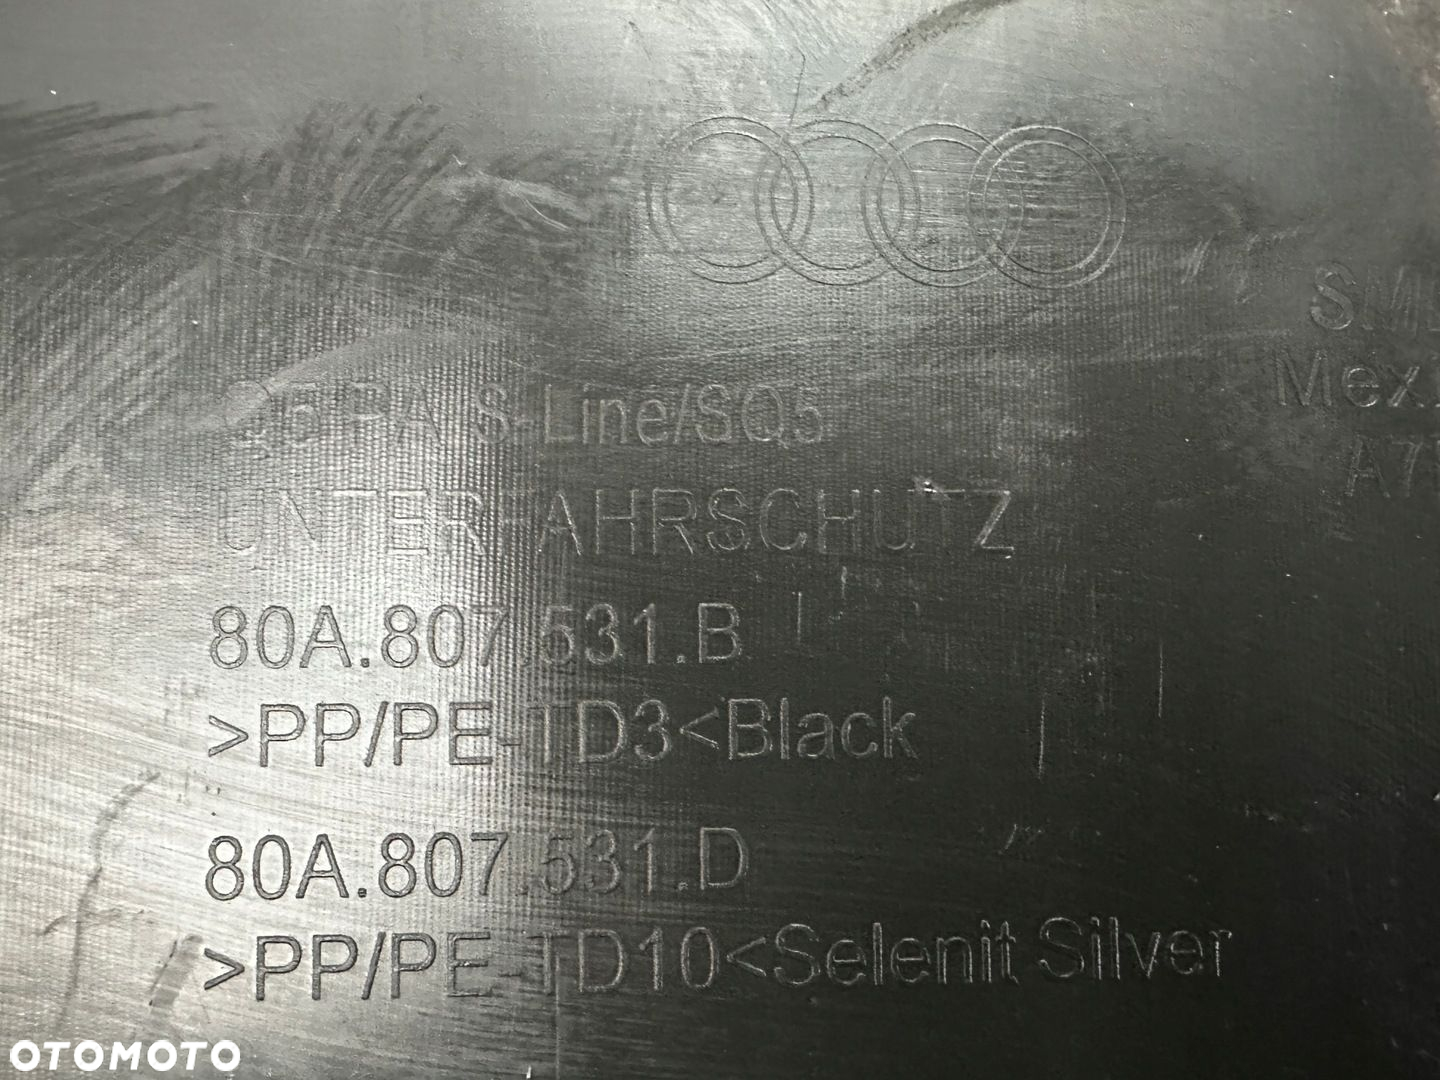 Q5 PA S-Line/SQ5
UNTERFAHRSCHUTZ
80A.807.531.B
>PP/PE-TD3<Black
80A.807.531.D
>PP/PE-TD10<Selenit Silver
OTOMOTO